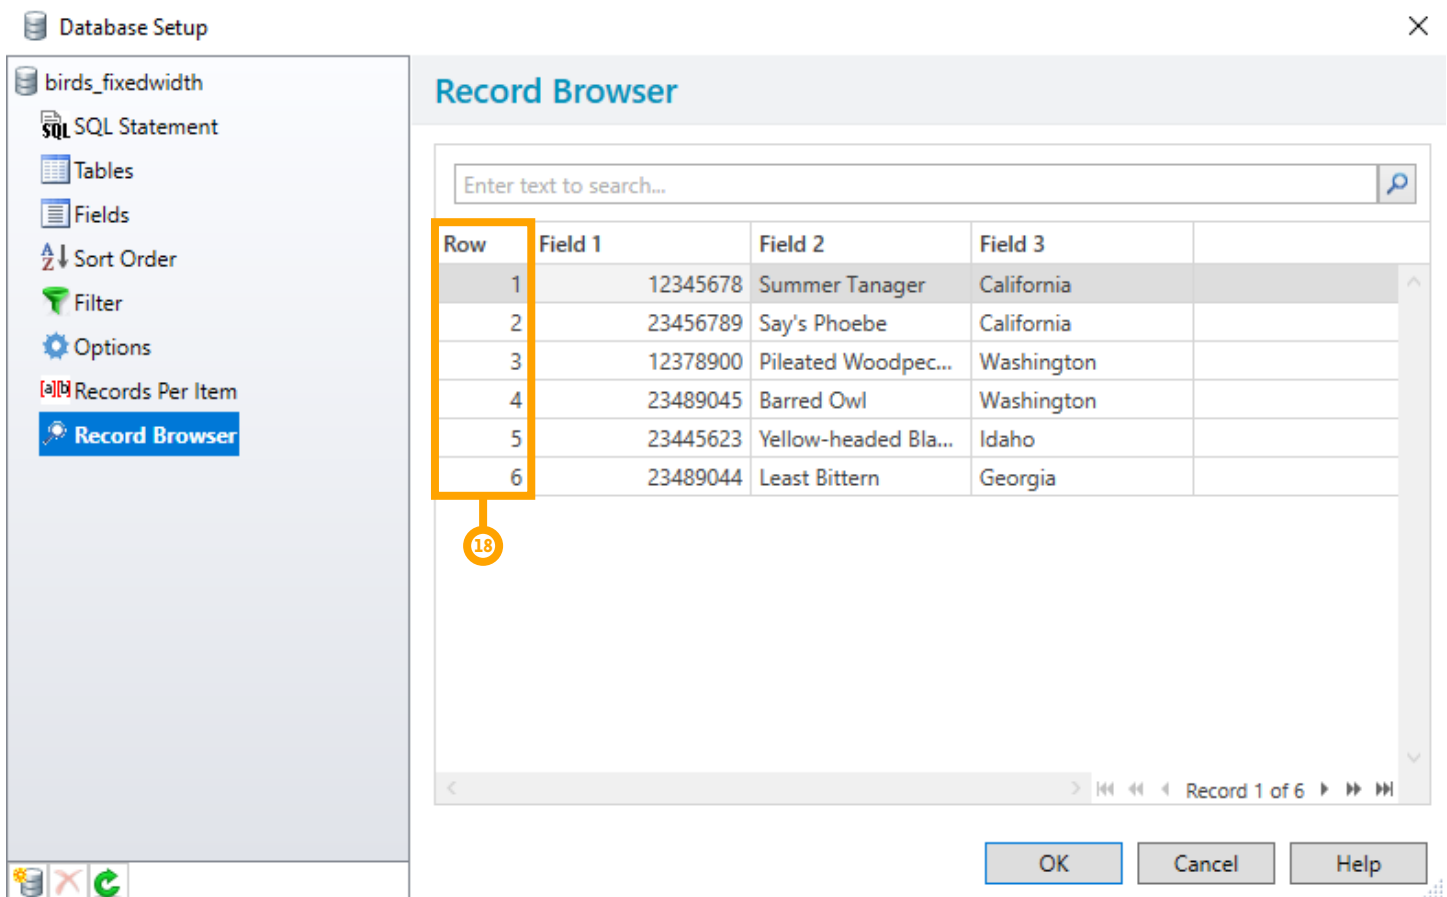 Database Setup
birds_fixedwidth
SQL Statement
Tables
Fields
Sort Order
Filter
Options
[a][b] Records Per Item
Record Browser
Record Browser
Enter text to search...
Row Field 1 Field 2 Field 3
1 12345678 Summer Tanager California
2 23456789 Say's Phoebe California
3 12378900 Pileated Woodpec... Washington
4 23489045 Barred Owl Washington
5 23445623 Yellow-headed Bla... Idaho
6 23489044 Least Bittern Georgia
18
Record 1 of 6
OK Cancel Help